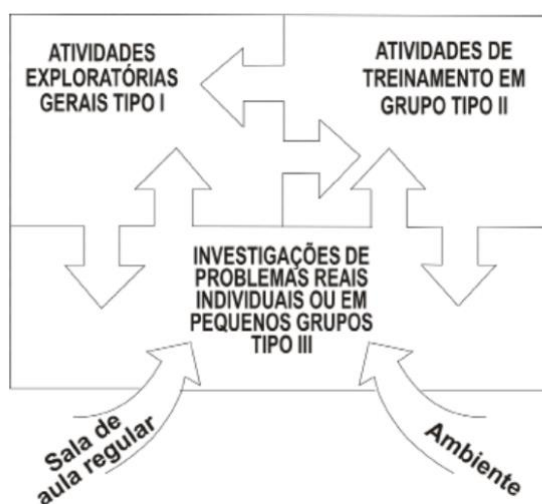 ATIVIDADES
EXPLORATÓRIAS
GERAIS TIPO I
ATIVIDADES DE
TREINAMENTO EM
GRUPO TIPO II
INVESTIGAÇÕES DE
PROBLEMAS REAIS
INDIVIDUAIS OU EM
PEQUENOS GRUPOS
TIPO III
Sala de
aula regular
Ambiente